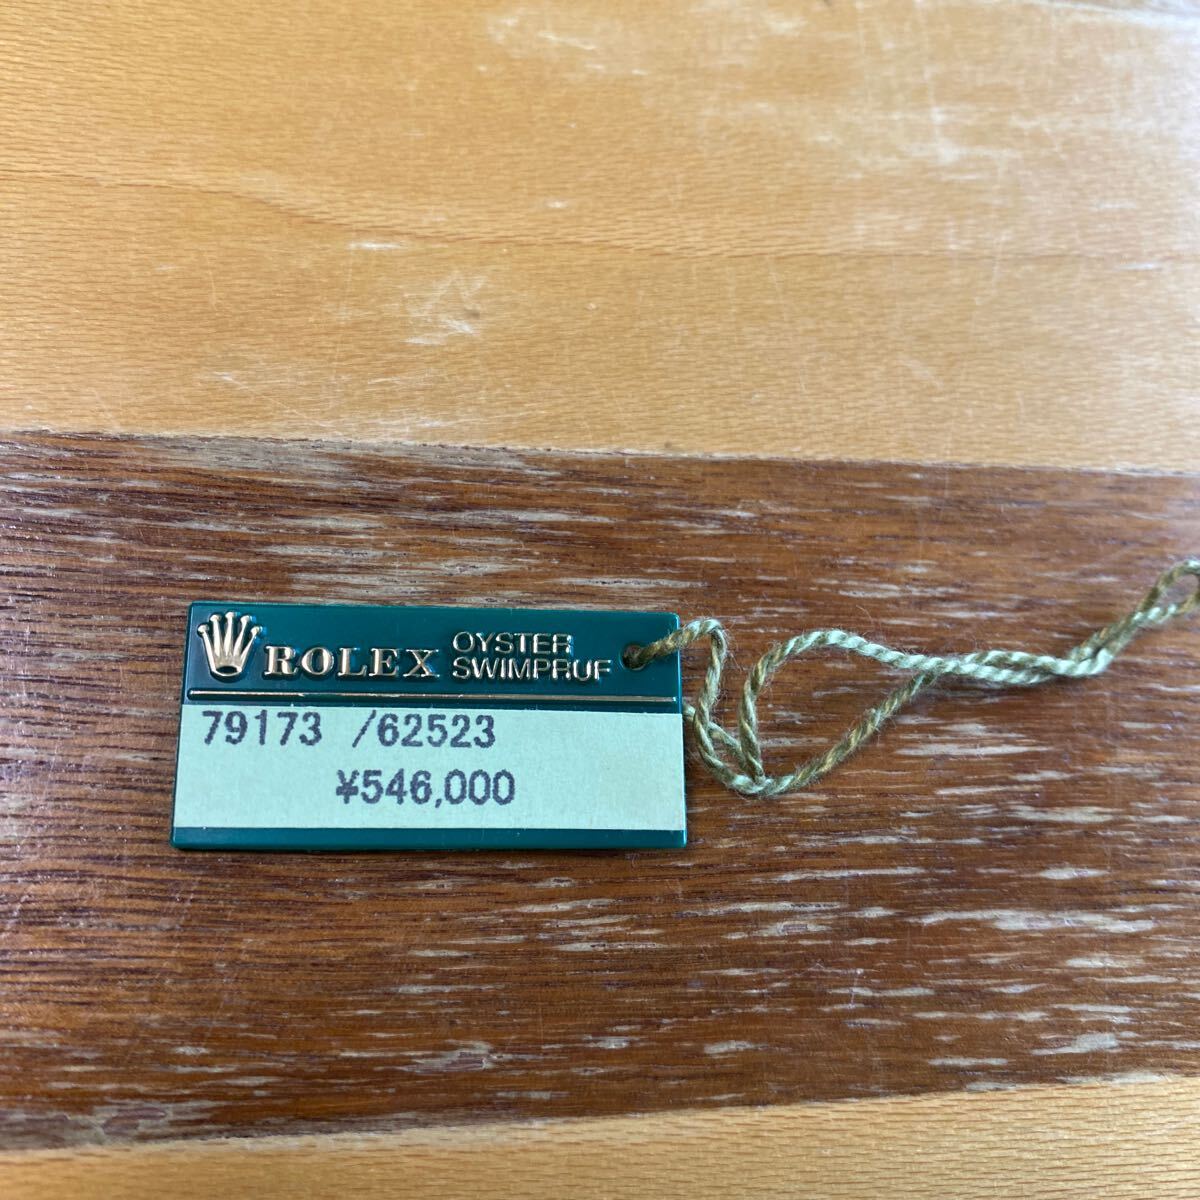 ROLEX OYSTER
SWIMPRUF
79173 /62523
¥546,000